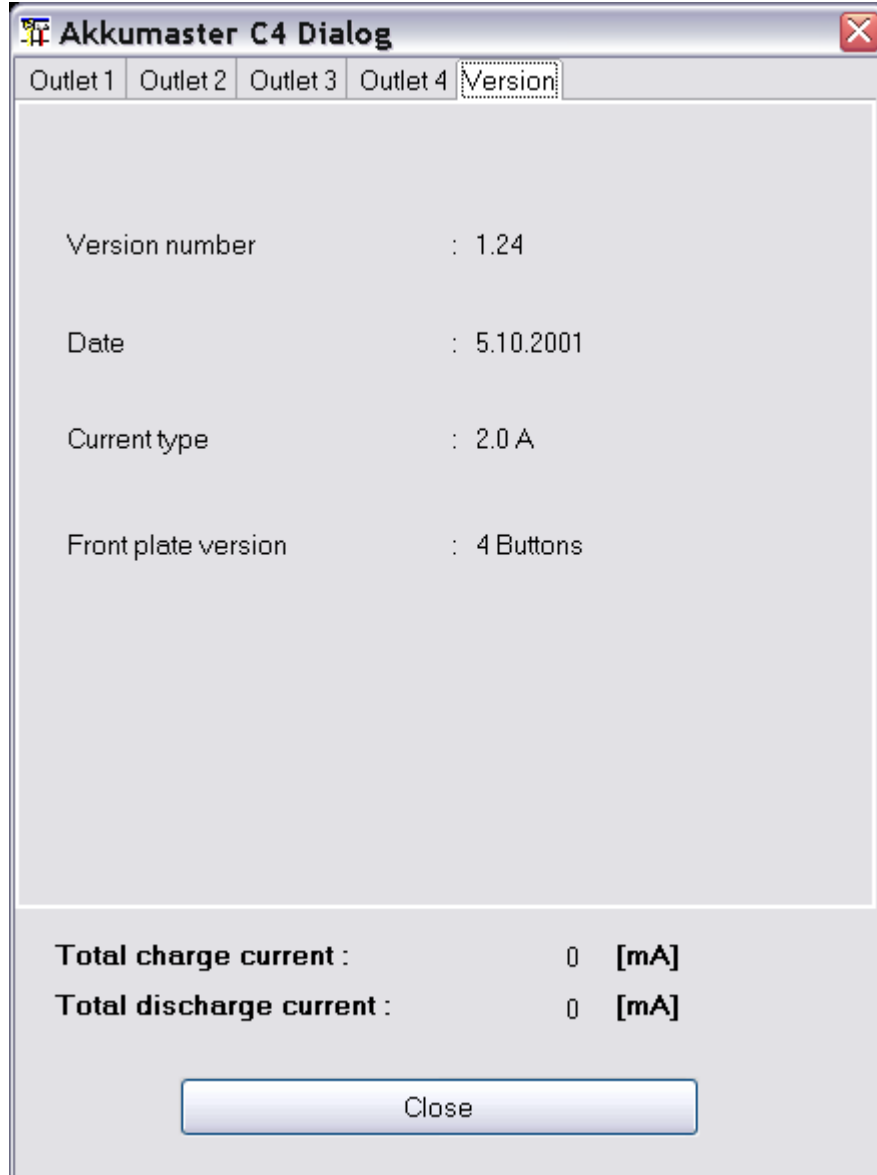 Akkumaster C4 Dialog
Outlet 1 Outlet 2 Outlet 3 Outlet 4 Version
Version number : 1.24
Date : 5.10.2001
Current type : 2.0 A
Front plate version : 4 Buttons
Total charge current : 0 [mA]
Total discharge current : 0 [mA]
Close